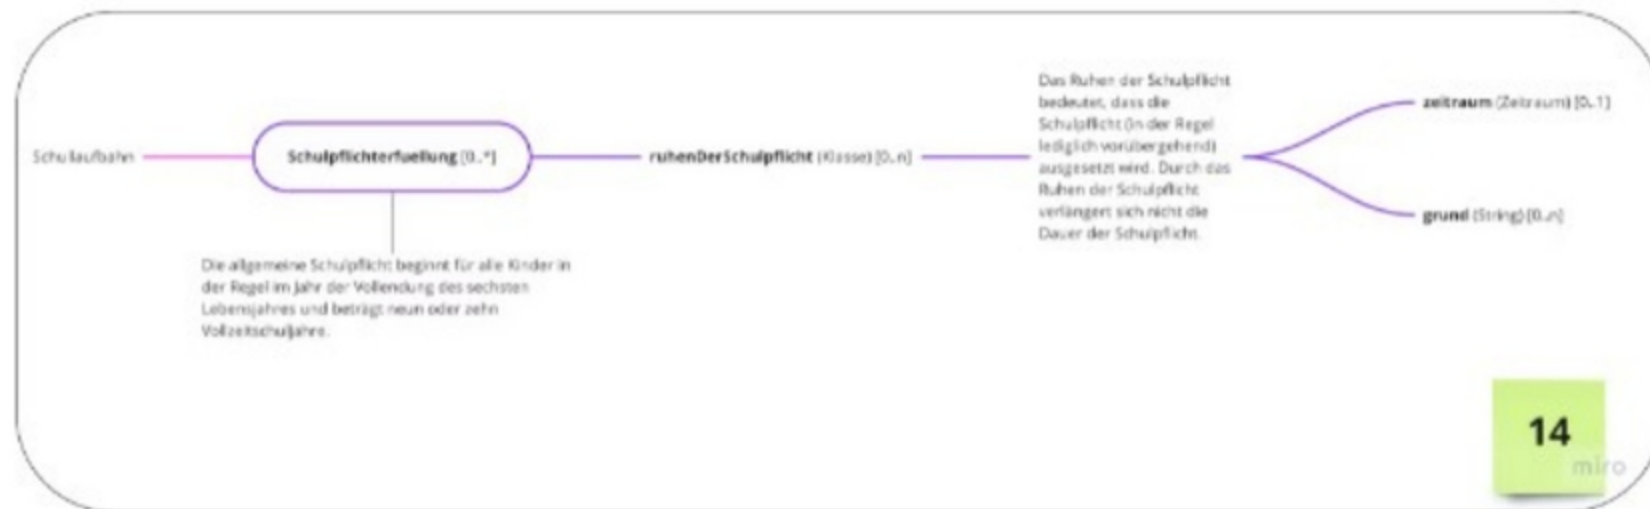 Schullaufbahn
Schulpflichterfuellung [0..*]
Die allgemeine Schulpflicht beginnt für alle Kinder in
der Regel im Jahr der Vollendung des sechsten
Lebensjahres und beträgt neun oder zehn
Vollzeitschuljahre.
ruhenDerSchulpflicht (Klasse) [0..n]
Das Ruhen der Schulpflicht
bedeutet, dass die
Schulpflicht (in der Regel
lediglich vorübergehend)
ausgesetzt wird. Durch das
Ruhen der Schulpflicht
verlängert sich nicht die
Dauer der Schulpflicht.
zeitraum (Zeitraum) [0..1]
grund (String) [0..n]
14
miro